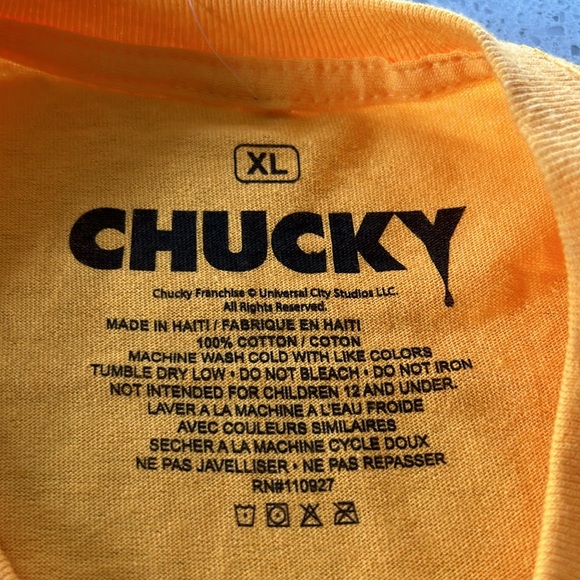 XL
CHUCKY
Chucky Franchise © Universal City Studios LLC.
All Rights Reserved.
MADE IN HAITI / FABRIQUE EN HAITI
100% COTTON / COTON
MACHINE WASH COLD WITH LIKE COLORS
TUMBLE DRY LOW • DO NOT BLEACH • DO NOT IRON
NOT INTENDED FOR CHILDREN 12 AND UNDER.
LAVER A LA MACHINE A L'EAU FROIDE
AVEC COULEURS SIMILAIRES
SECHER A LA MACHINE CYCLE DOUX
NE PAS JAVELLISER • NE PAS REPASSER
RN#110927